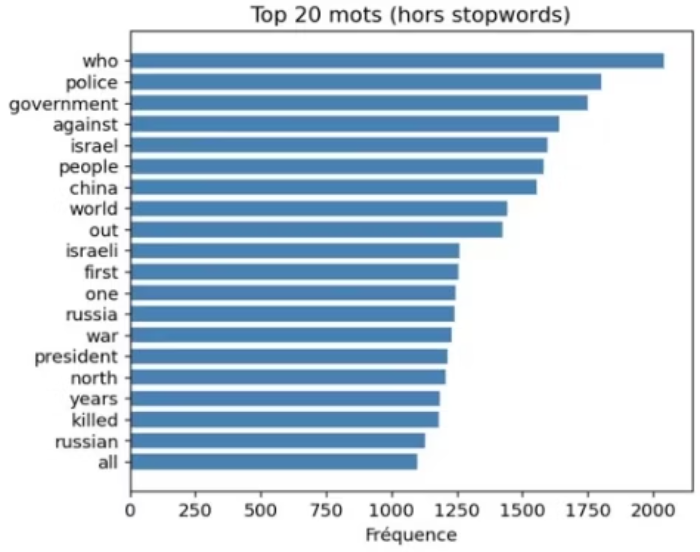 Top 20 mots (hors stopwords)
who
police
government
against
israel
people
china
world
out
israeli
first
one
russia
war
president
north
years
killed
russian
all
0 250 500 750 1000 1250 1500 1750 2000
Fréquence